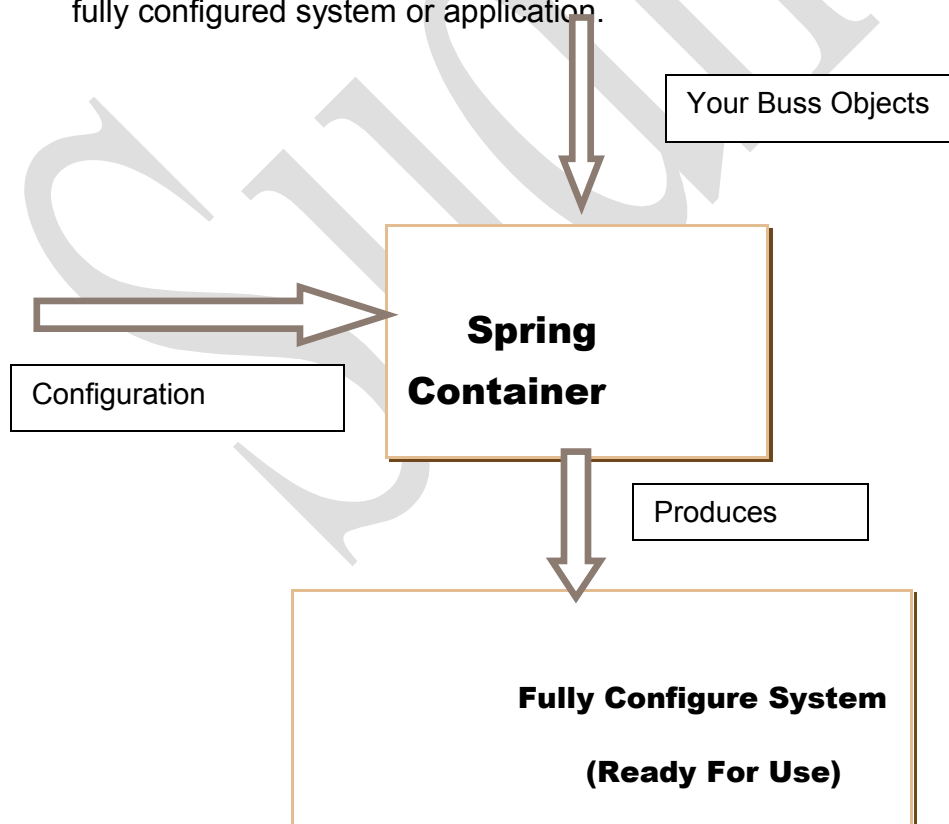 fully configured system or application.
Your Buss Objects
Spring
Container
Configuration
Produces
Fully Configure System
(Ready For Use)